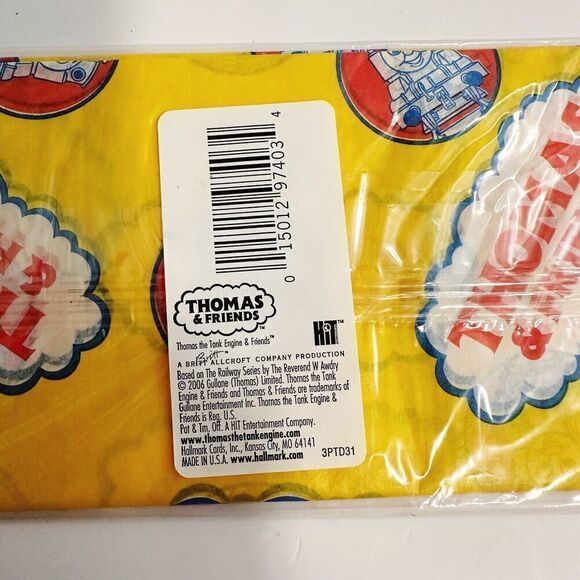 0 15012 97403 4
THOMAS
& FRIENDS™
HiT™
Thomas the Tank Engine & Friends™
A BRITT ALLCROFT COMPANY PRODUCTION
Based on The Railway Series by The Reverend W Awdry
© 2006 Gullane (Thomas) Limited. Thomas the Tank
Engine & Friends and Thomas & Friends are trademarks of
Gullane Entertainment Inc. Thomas the Tank Engine &
Friends is Reg. U.S.
Pat & Tm. Off. A HIT Entertainment Company.
www.thomasthetankengine.com
Hallmark Cards, Inc., Kansas City, MO 64141
MADE IN U.S.A. www.hallmark.com
3PTD31